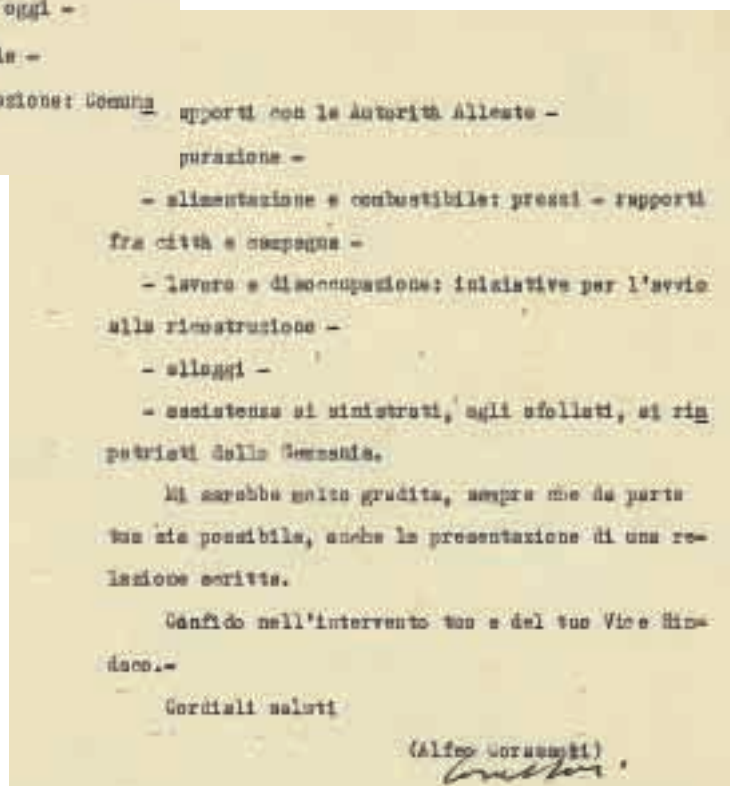 oggi -
le -
sione: Comuna
apporti con le Autorità Alleate -
purazione -
- alimentazione e combustibile: prezzi - rapporti
fra città e campagna -
- lavoro e disoccupazione: iniziative per l'avvio
alla ricostruzione -
- alloggi -
- assistenza ai sinistrati, agli sfollati, ai rim
patriati dalla Germania.
Mi sarebbe molto gradita, sempre che da parte
tua sia possibile, anche la presentazione di una re-
lazione scritta.
Confido nell'intervento tuo e del tuo Vice Sin-
daco.-
Cordiali saluti
(Alfeo